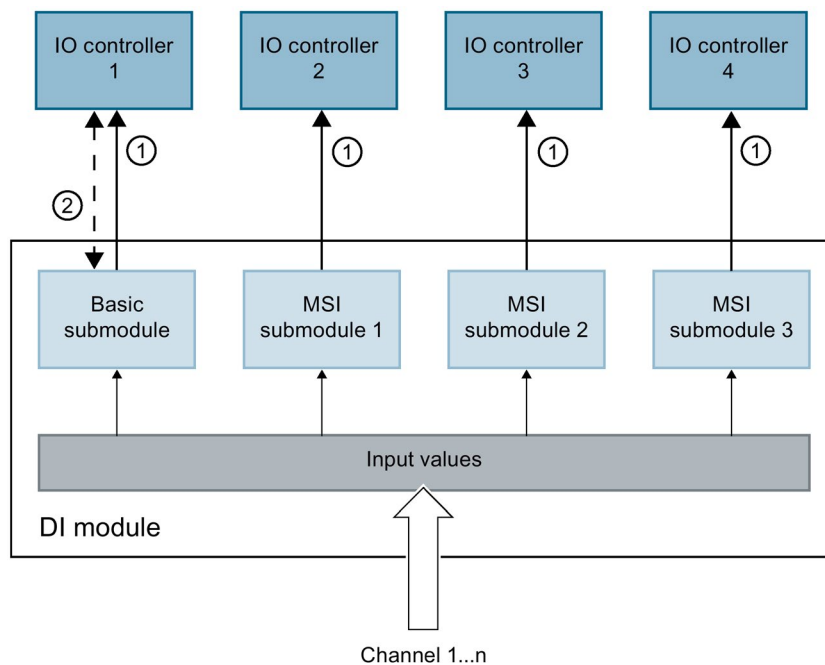 IO controller
1
IO controller
2
IO controller
3
IO controller
4
①
①
①
①
②
Basic
submodule
MSI
submodule 1
MSI
submodule 2
MSI
submodule 3
Input values
DI module
Channel 1...n